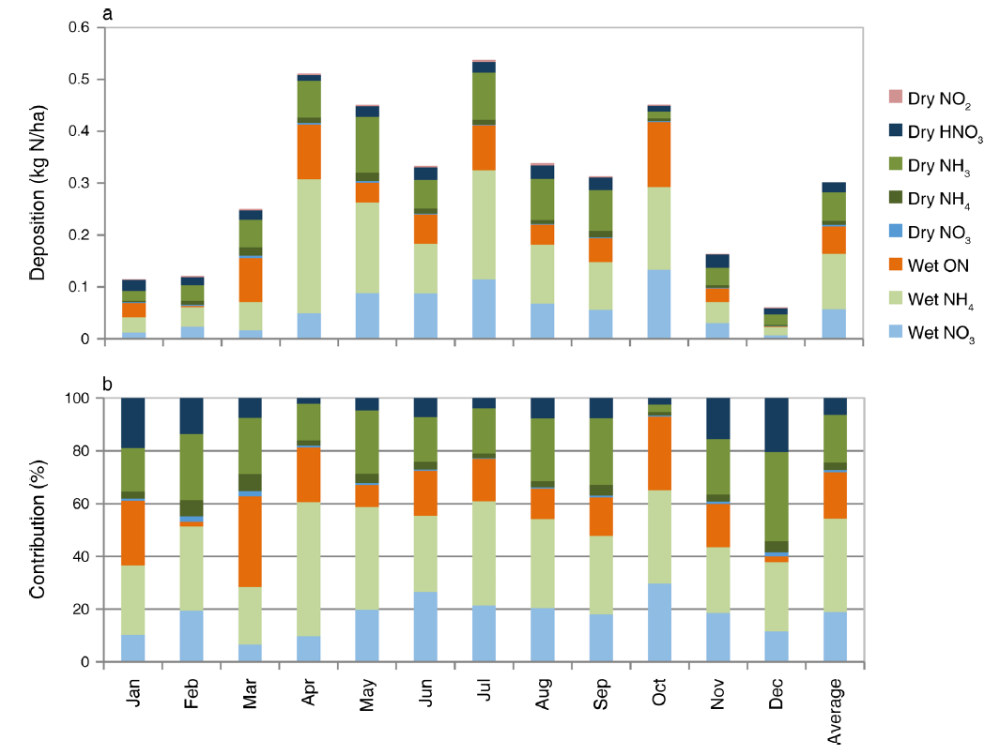 a
Deposition (kg N/ha)
0.6
0.5
0.4
0.3
0.2
0.1
0
Dry NO₂
Dry HNO₃
Dry NH₃
Dry NH₄
Dry NO₃
Wet ON
Wet NH₄
Wet NO₃
b
Contribution (%)
100
80
60
40
20
0
Jan
Feb
Mar
Apr
May
Jun
Jul
Aug
Sep
Oct
Nov
Dec
Average